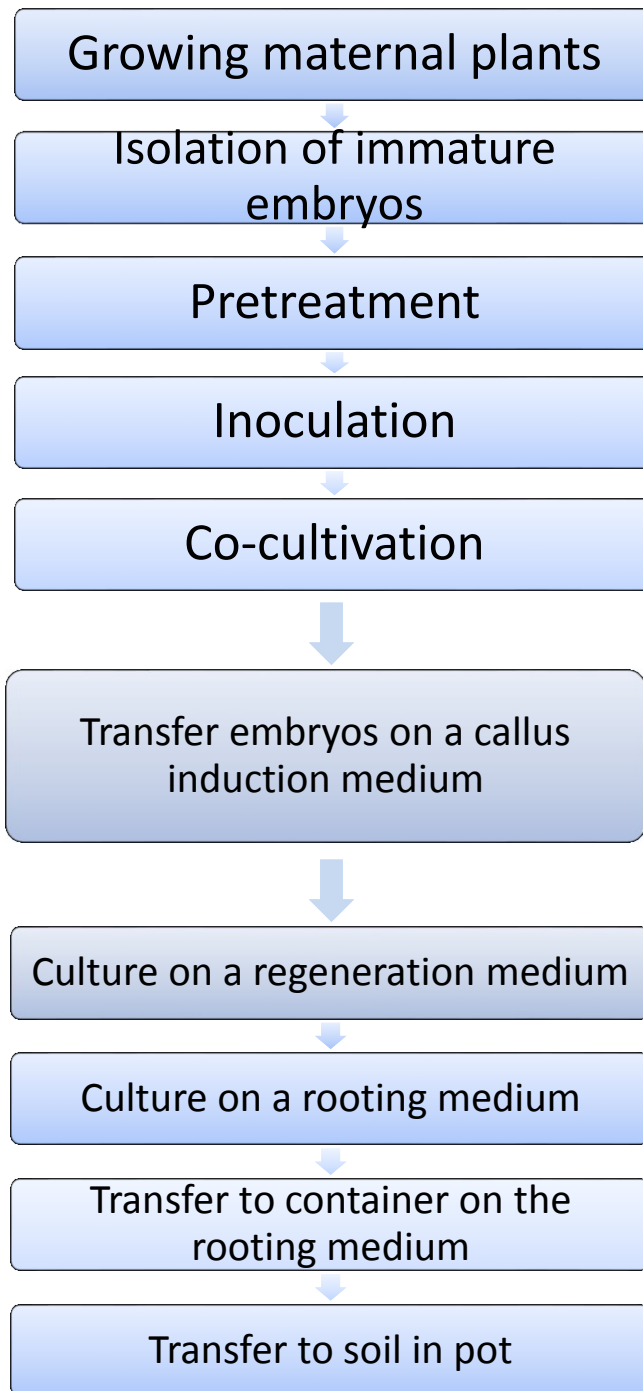 Growing maternal plants
Isolation of immature
embryos
Pretreatment
Inoculation
Co-cultivation
Transfer embryos on a callus
induction medium
Culture on a regeneration medium
Culture on a rooting medium
Transfer to container on the
rooting medium
Transfer to soil in pot